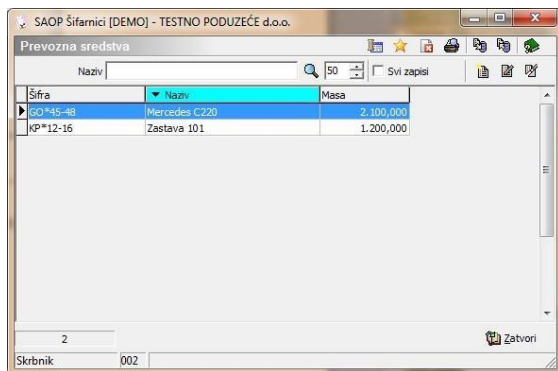 SAOP Šifarnici [DEMO] - TESTNO PODUZEĆE d.o.o.
Prevozna sredstva
Naziv 50 Svi zapisi
Šifra Naziv Masa
GO*45-48 Mercedes C220 2.100,000
KP*12-16 Zastava 101 1.200,000
2 Zatvori
Skrbnik 002